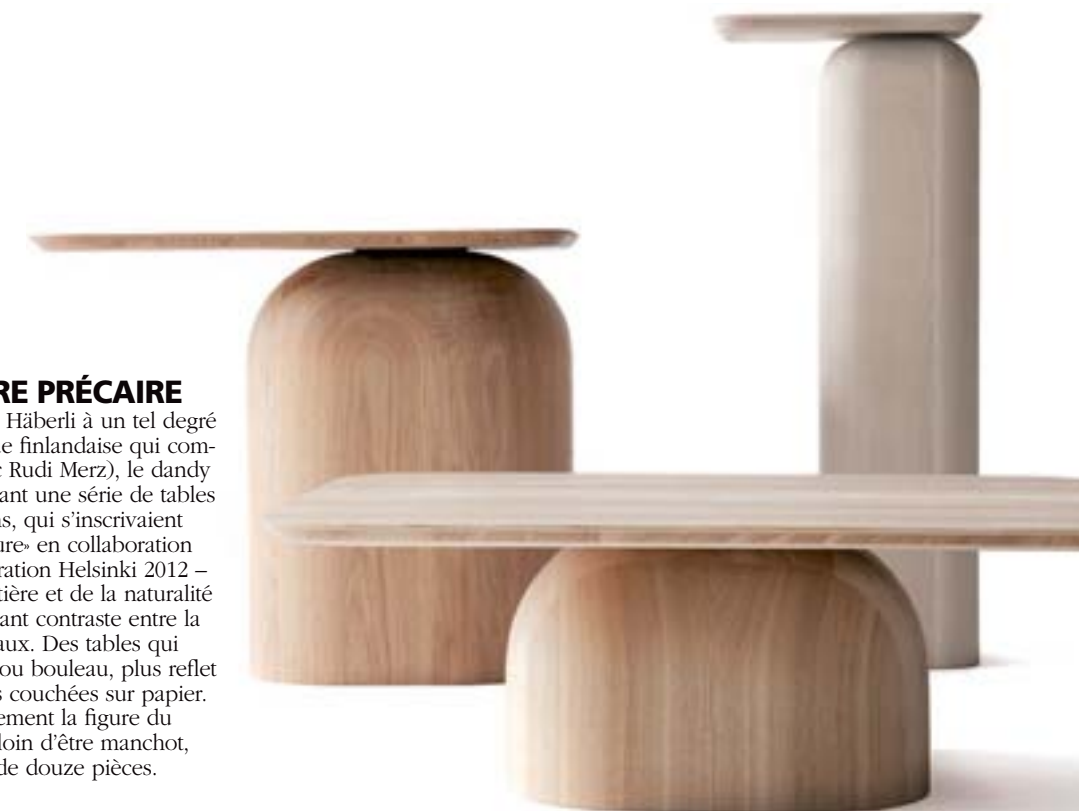 RE PRÉCAIRE
Häberli à un tel degré
e finlandaise qui com-
c Rudi Merz), le dandy
ant une série de tables
ns, qui s'inscrivaient
ure» en collaboration
ration Helsinki 2012 –
tière et de la naturalité
ant contraste entre la
aux. Des tables qui
ou bouleau, plus reflet
s couchées sur papier.
ement la figure du
loin d'être manchot,
de douze pièces.